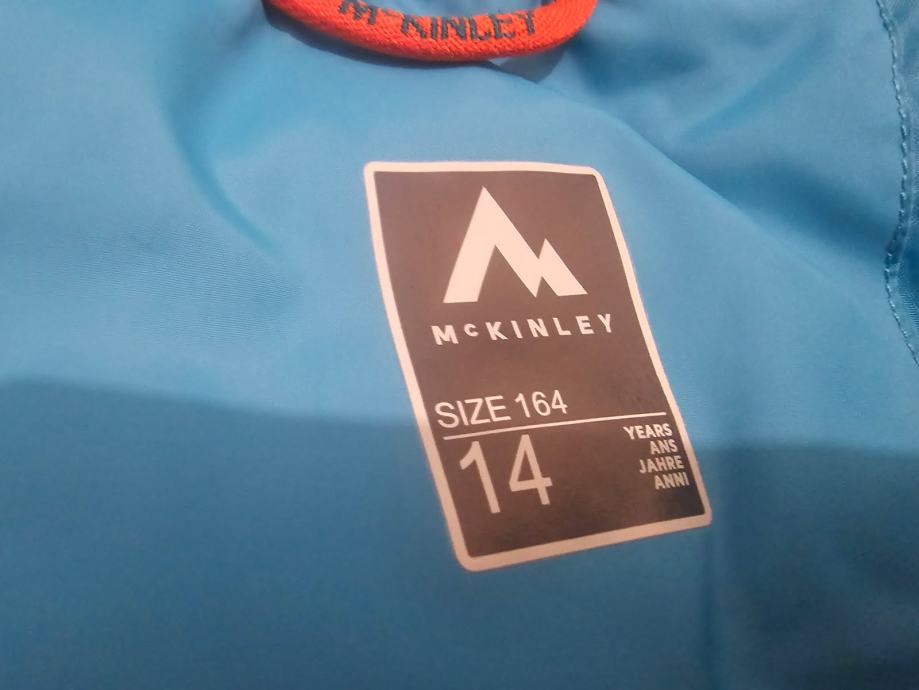 McKINLEY
McKINLEY
SIZE 164
14
YEARS
ANS
JAHRE
ANNI